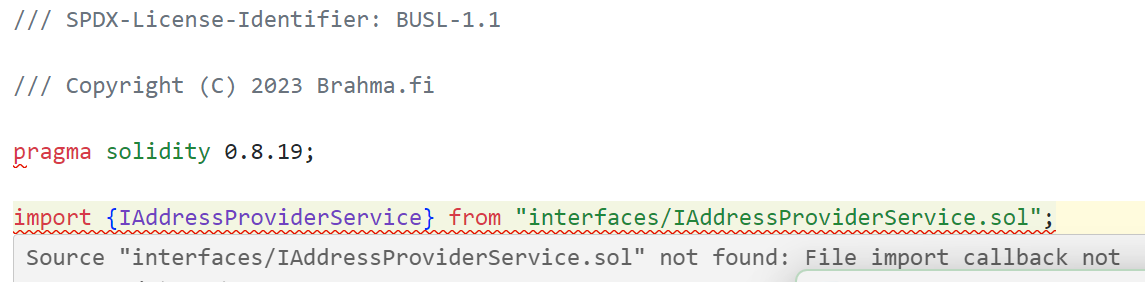 /// SPDX-License-Identifier: BUSL-1.1
/// Copyright (C) 2023 Brahma.fi
pragma solidity 0.8.19;
import {IAddressProviderService} from "interfaces/IAddressProviderService.sol";
Source "interfaces/IAddressProviderService.sol" not found: File import callback not